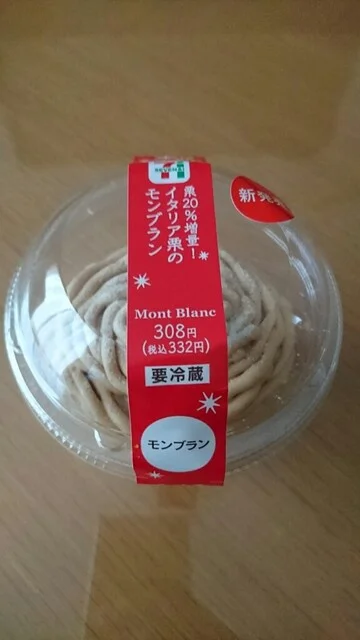 栗20%増量!
イタリア栗の
モンブラン
Mont Blanc
308円
(税込332円)
要冷蔵
モンブラン